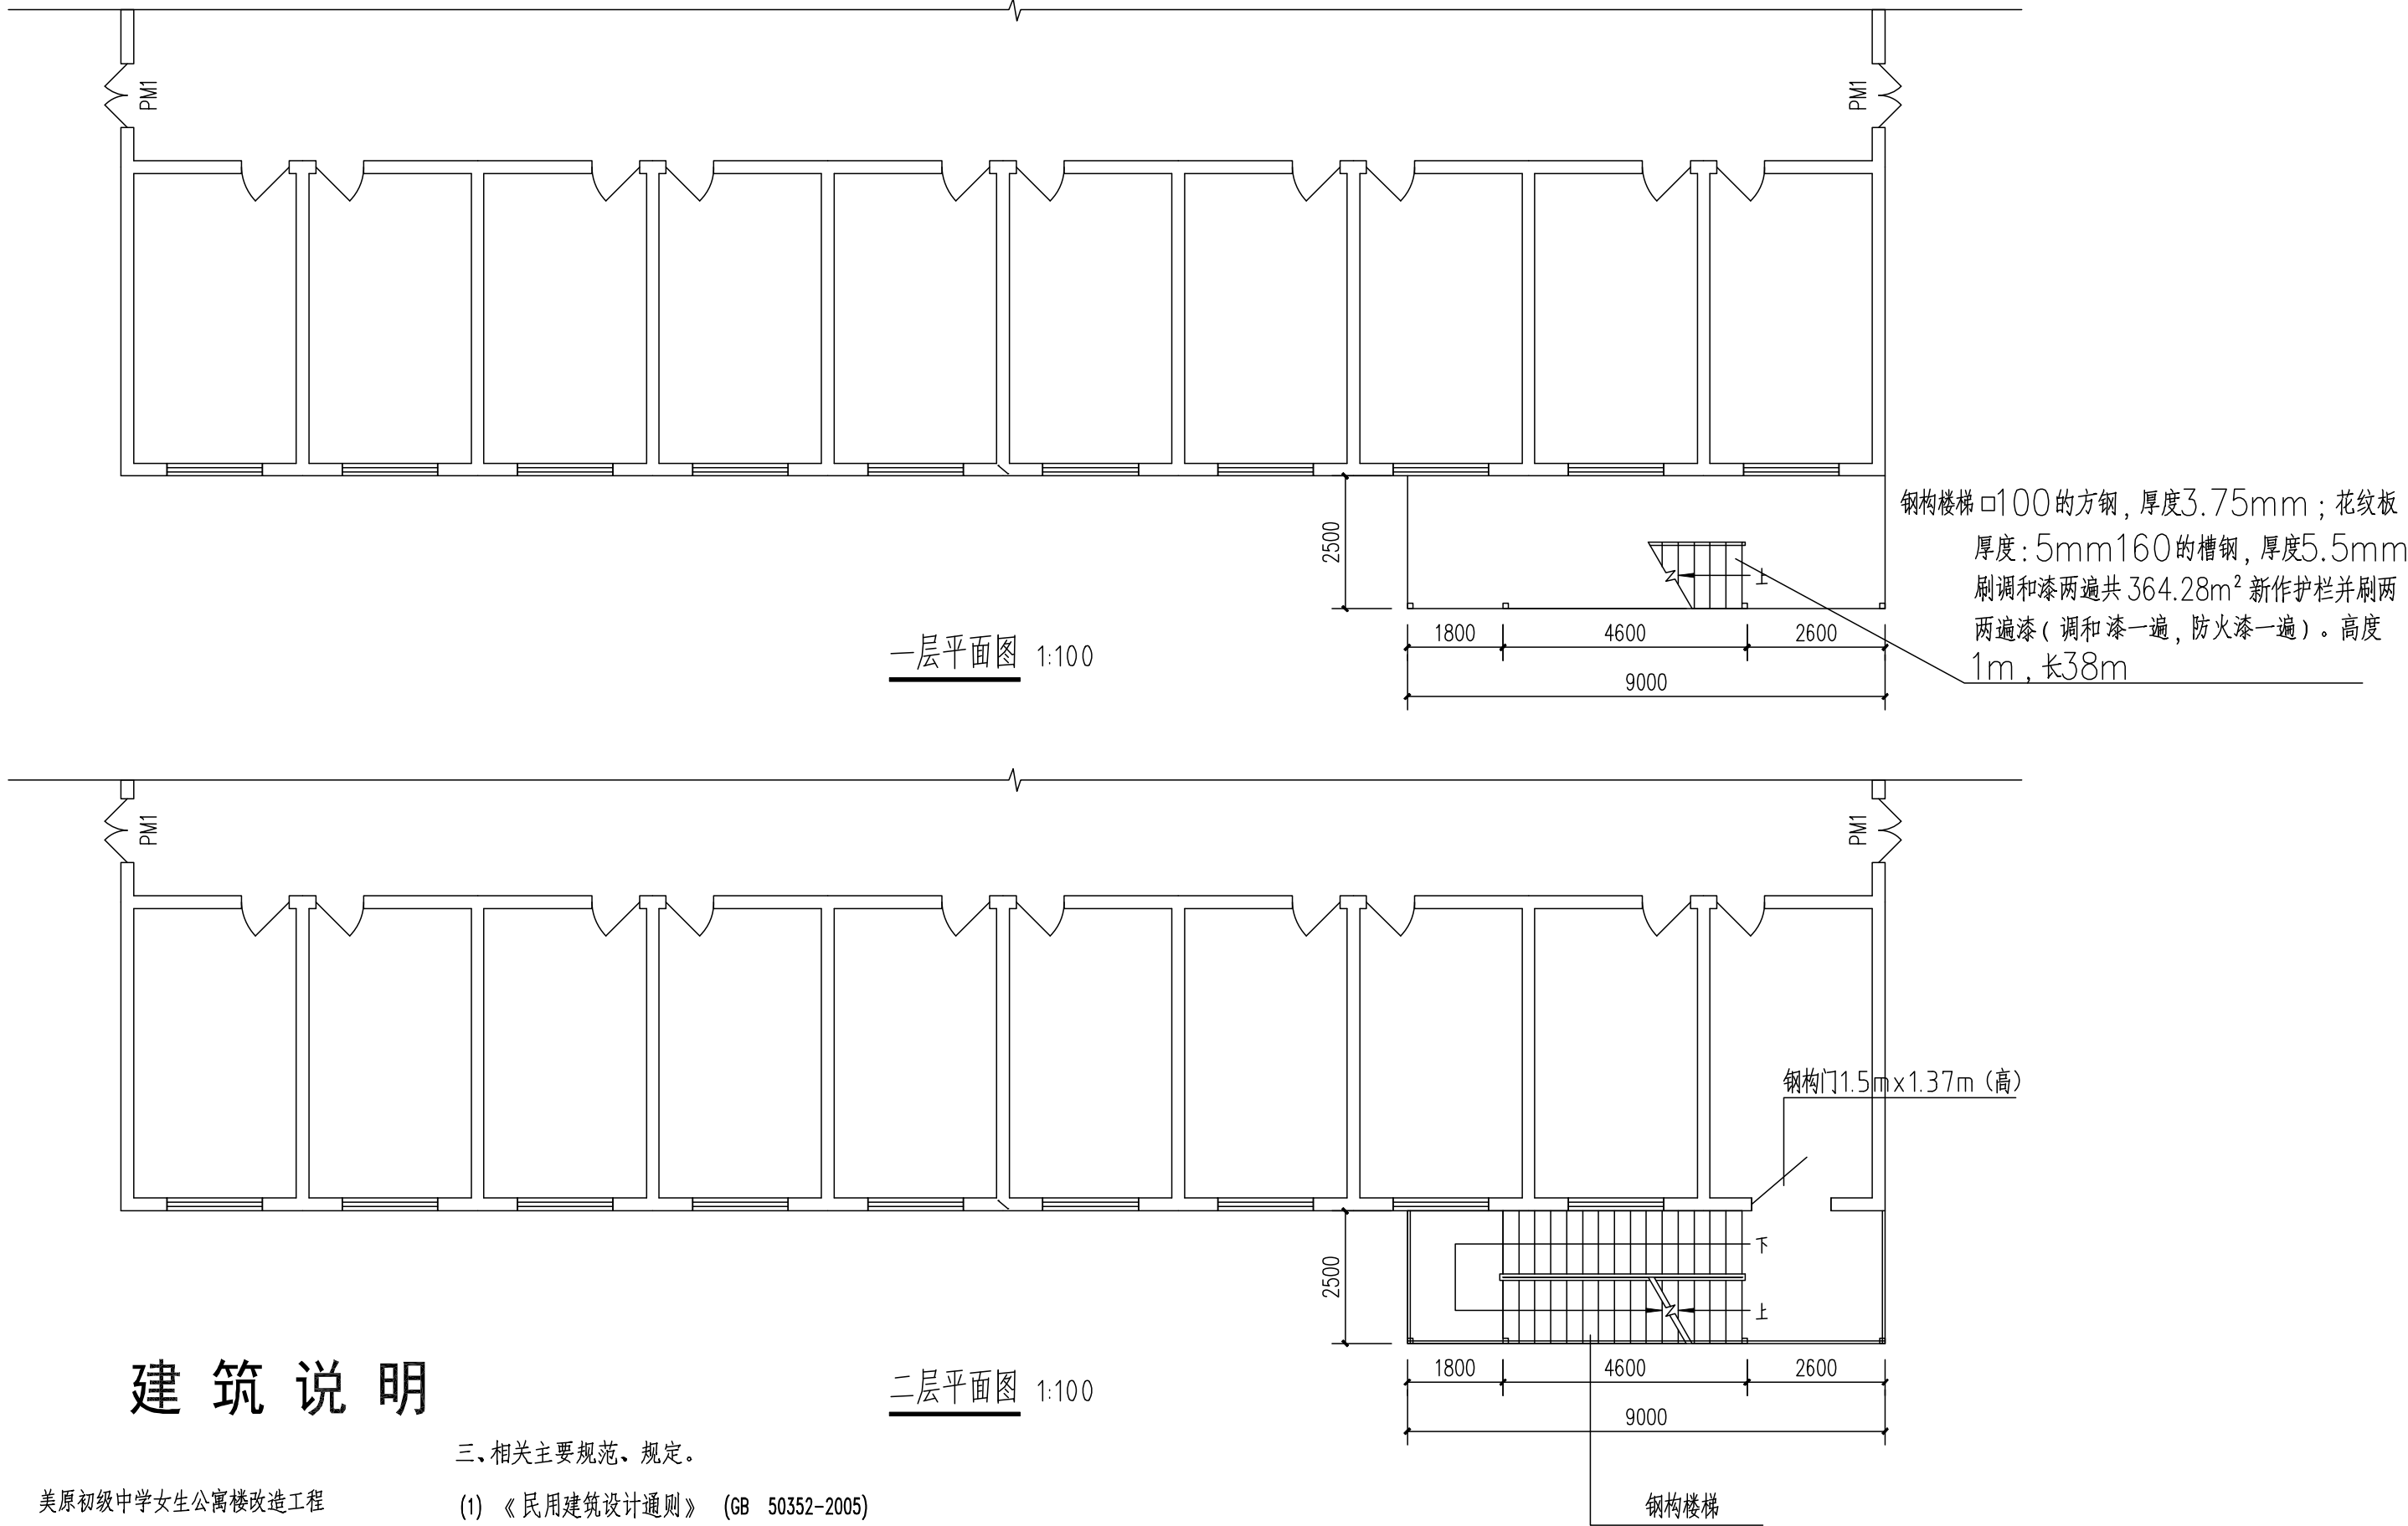 PM1
PM1
钢构楼梯□100的方钢，厚度3.75mm；花纹板
厚度：5mm160的槽钢，厚度5.5mm
刷调和漆两遍共 364.28m² 新作护栏并刷两
两遍漆（调和漆一遍，防火漆一遍）。高度
1m，长38m
2500
上
1800
4600
2600
9000
一层平面图 1:100
PM1
PM1
钢构门1.5mx1.37m（高）
2500
下
上
1800
4600
2600
9000
二层平面图 1:100
钢构楼梯
建筑说明
美原初级中学女生公寓楼改造工程
三、相关主要规范、规定。
(1) 《民用建筑设计通则》 (GB 50352-2005)